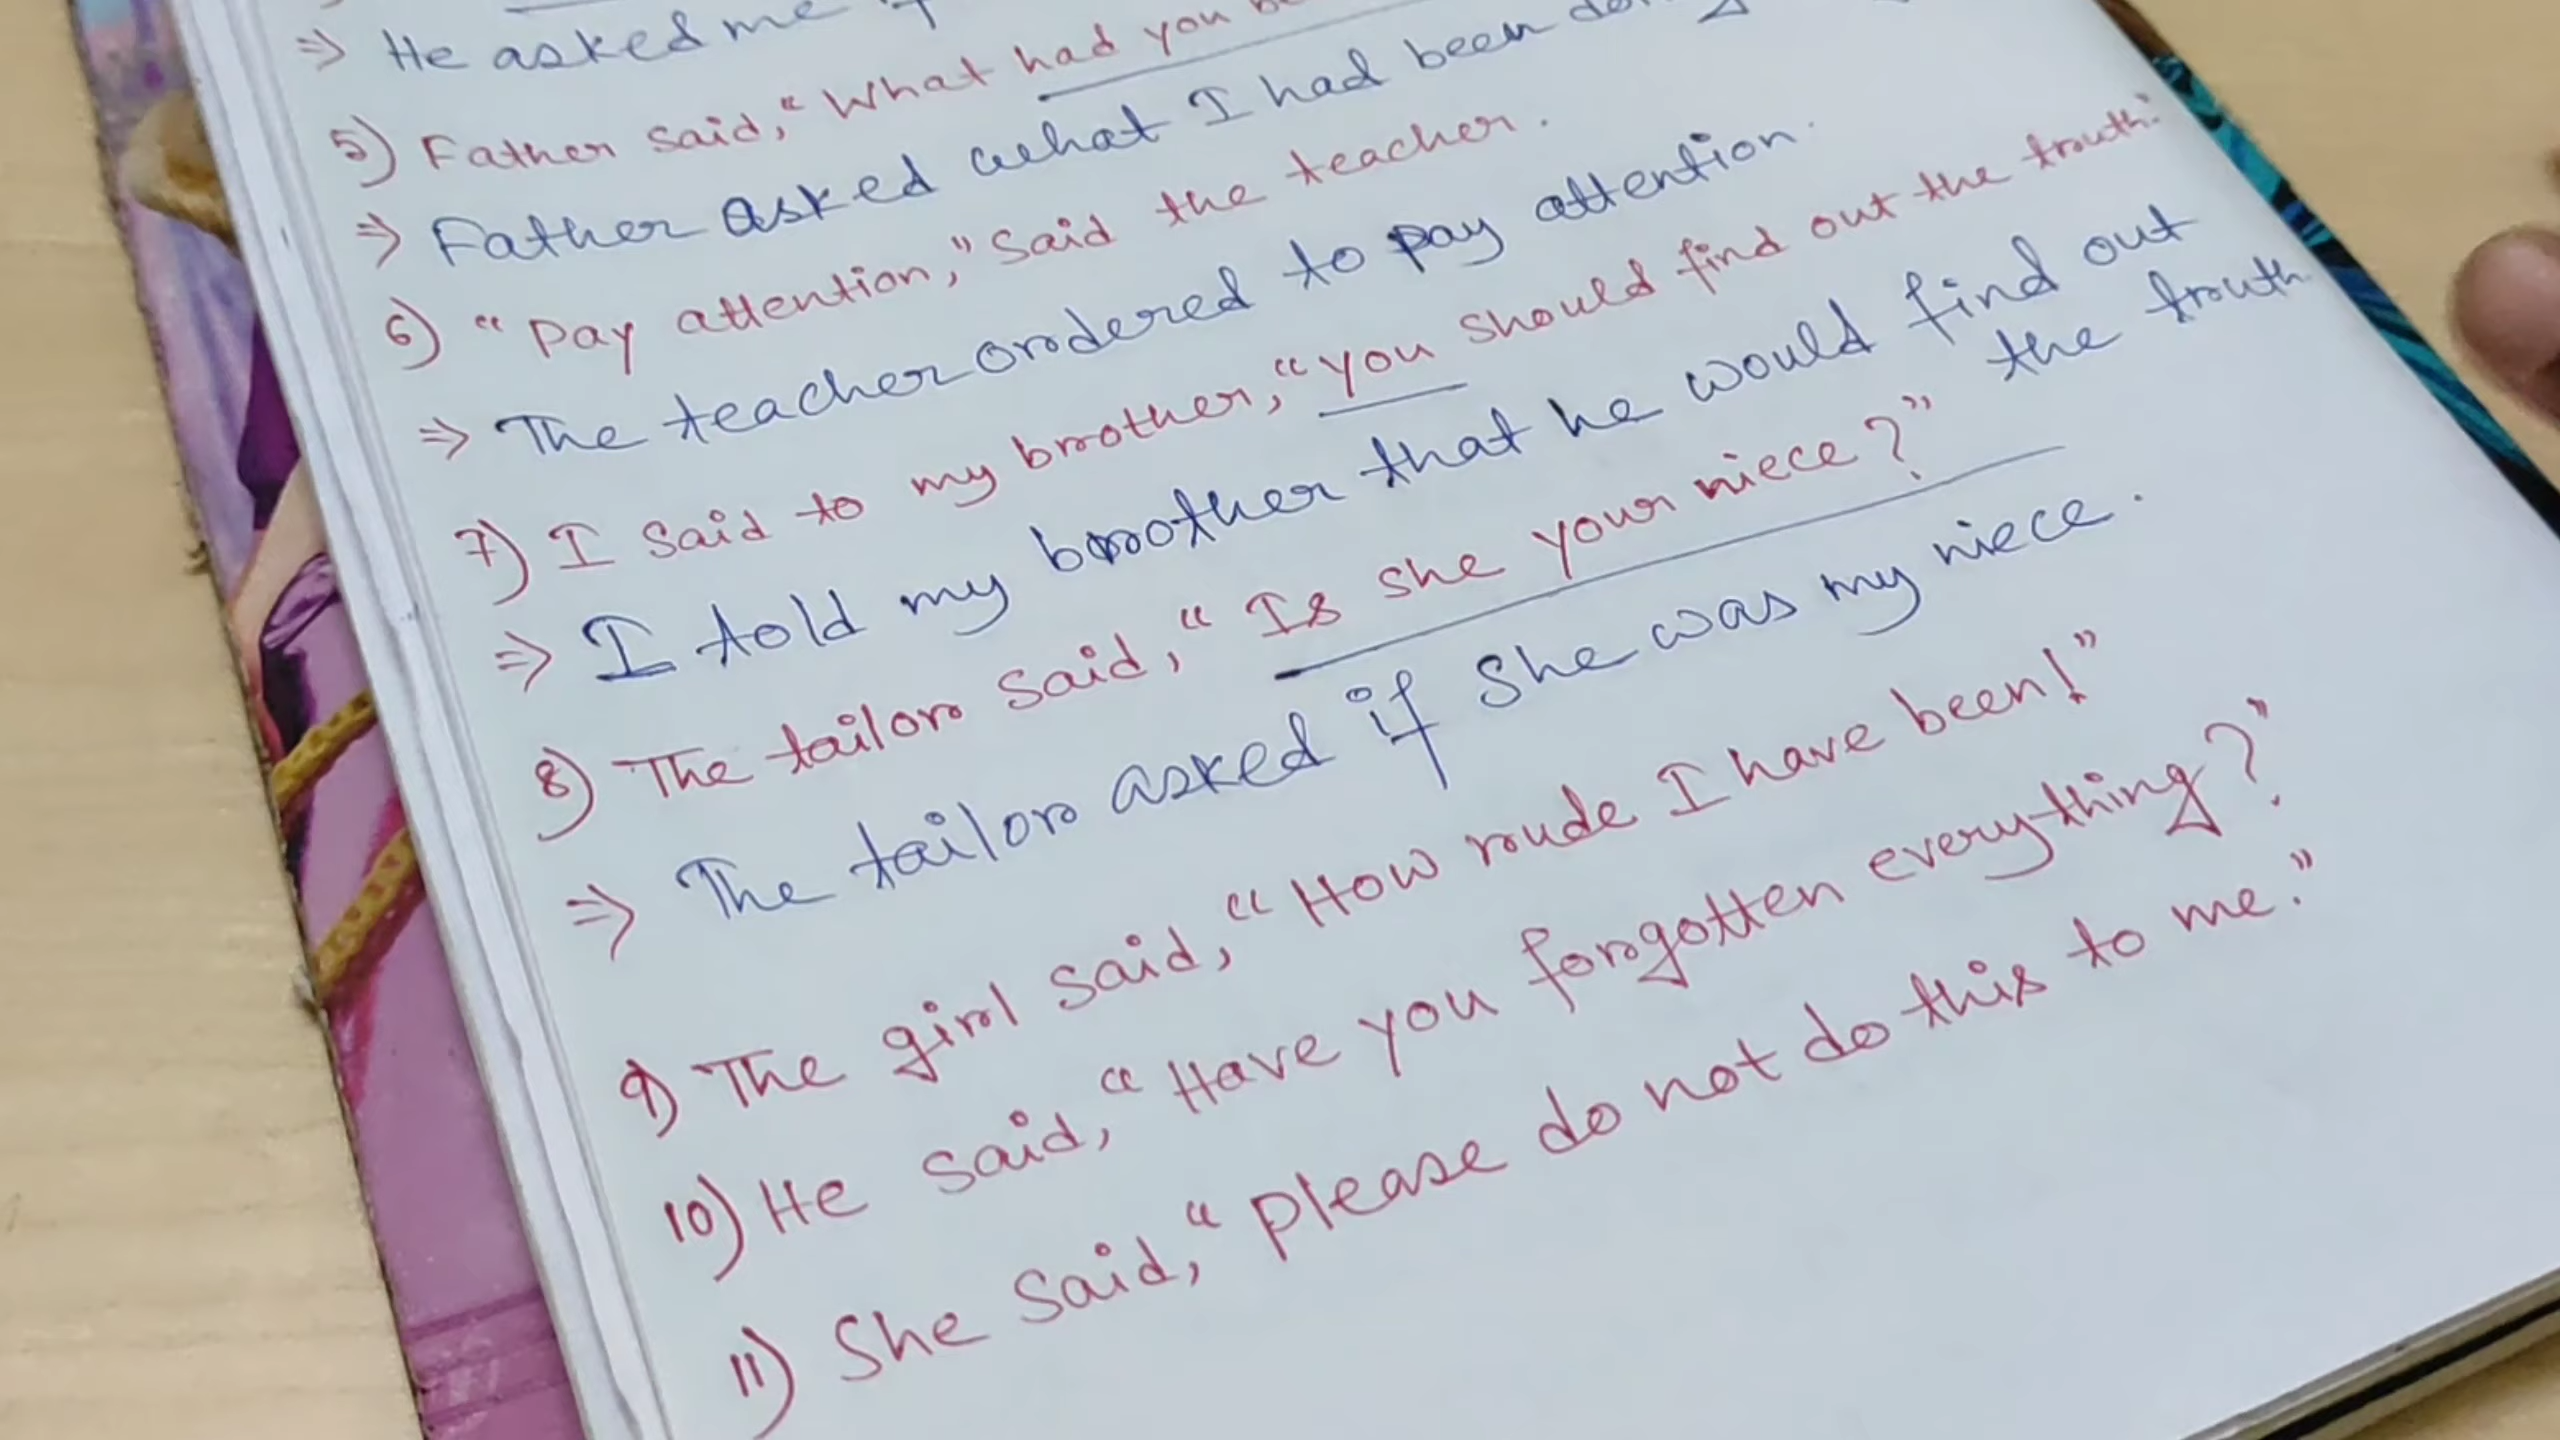 ⇒ He asked me if
5) Father said, "What had you
⇒ Father asked what I had been
6) "Pay attention," Said the teacher.
⇒ The teacher ordered to pay attention.
7) I said to my brother, "you should find out the truth."
⇒ I told my brother that he would find out
the truth
8) The tailor said, "Is she your niece?"
⇒ The tailor asked if she was my niece.
9) The girl said, "How rude I have been!"
10) He said, "Have you forgotten everything?"
11) She said, "please do not do this to me."